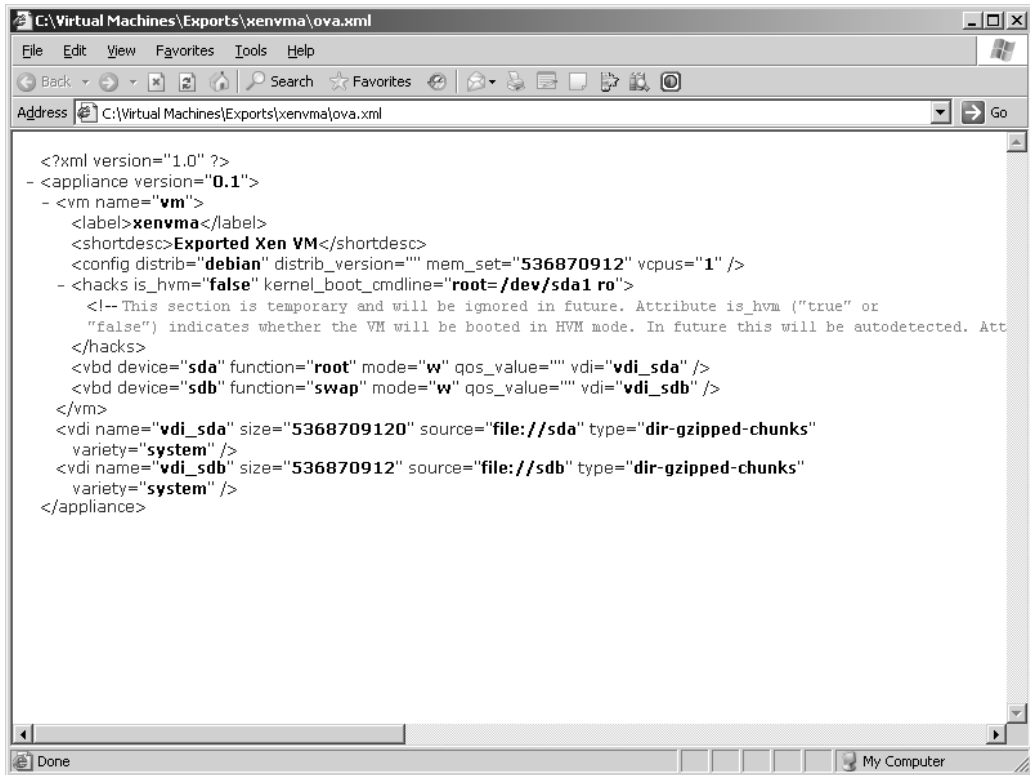 C:\Virtual Machines\Exports\xenvma\ova.xml
File Edit View Favorites Tools Help
Back Search Favorites
Address C:\Virtual Machines\Exports\xenvma\ova.xml Go
<?xml version="1.0" ?>
- <appliance version="0.1">
- <vm name="vm">
<label>xenvma</label>
<shortdesc>Exported Xen VM</shortdesc>
<config distrib="debian" distrib_version="" mem_set="536870912" vcpus="1" />
- <hacks is_hvm="false" kernel_boot_cmdline="root=/dev/sda1 ro">
<!-- This section is temporary and will be ignored in future. Attribute is_hvm ("true" or
"false") indicates whether the VM will be booted in HVM mode. In future this will be autodetected. Att
</hacks>
<vbd device="sda" function="root" mode="w" qos_value="" vdi="vdi_sda" />
<vbd device="sdb" function="swap" mode="w" qos_value="" vdi="vdi_sdb" />
</vm>
<vdi name="vdi_sda" size="5368709120" source="file://sda" type="dir-gzipped-chunks"
variety="system" />
<vdi name="vdi_sdb" size="536870912" source="file://sdb" type="dir-gzipped-chunks"
variety="system" />
</appliance>
Done My Computer